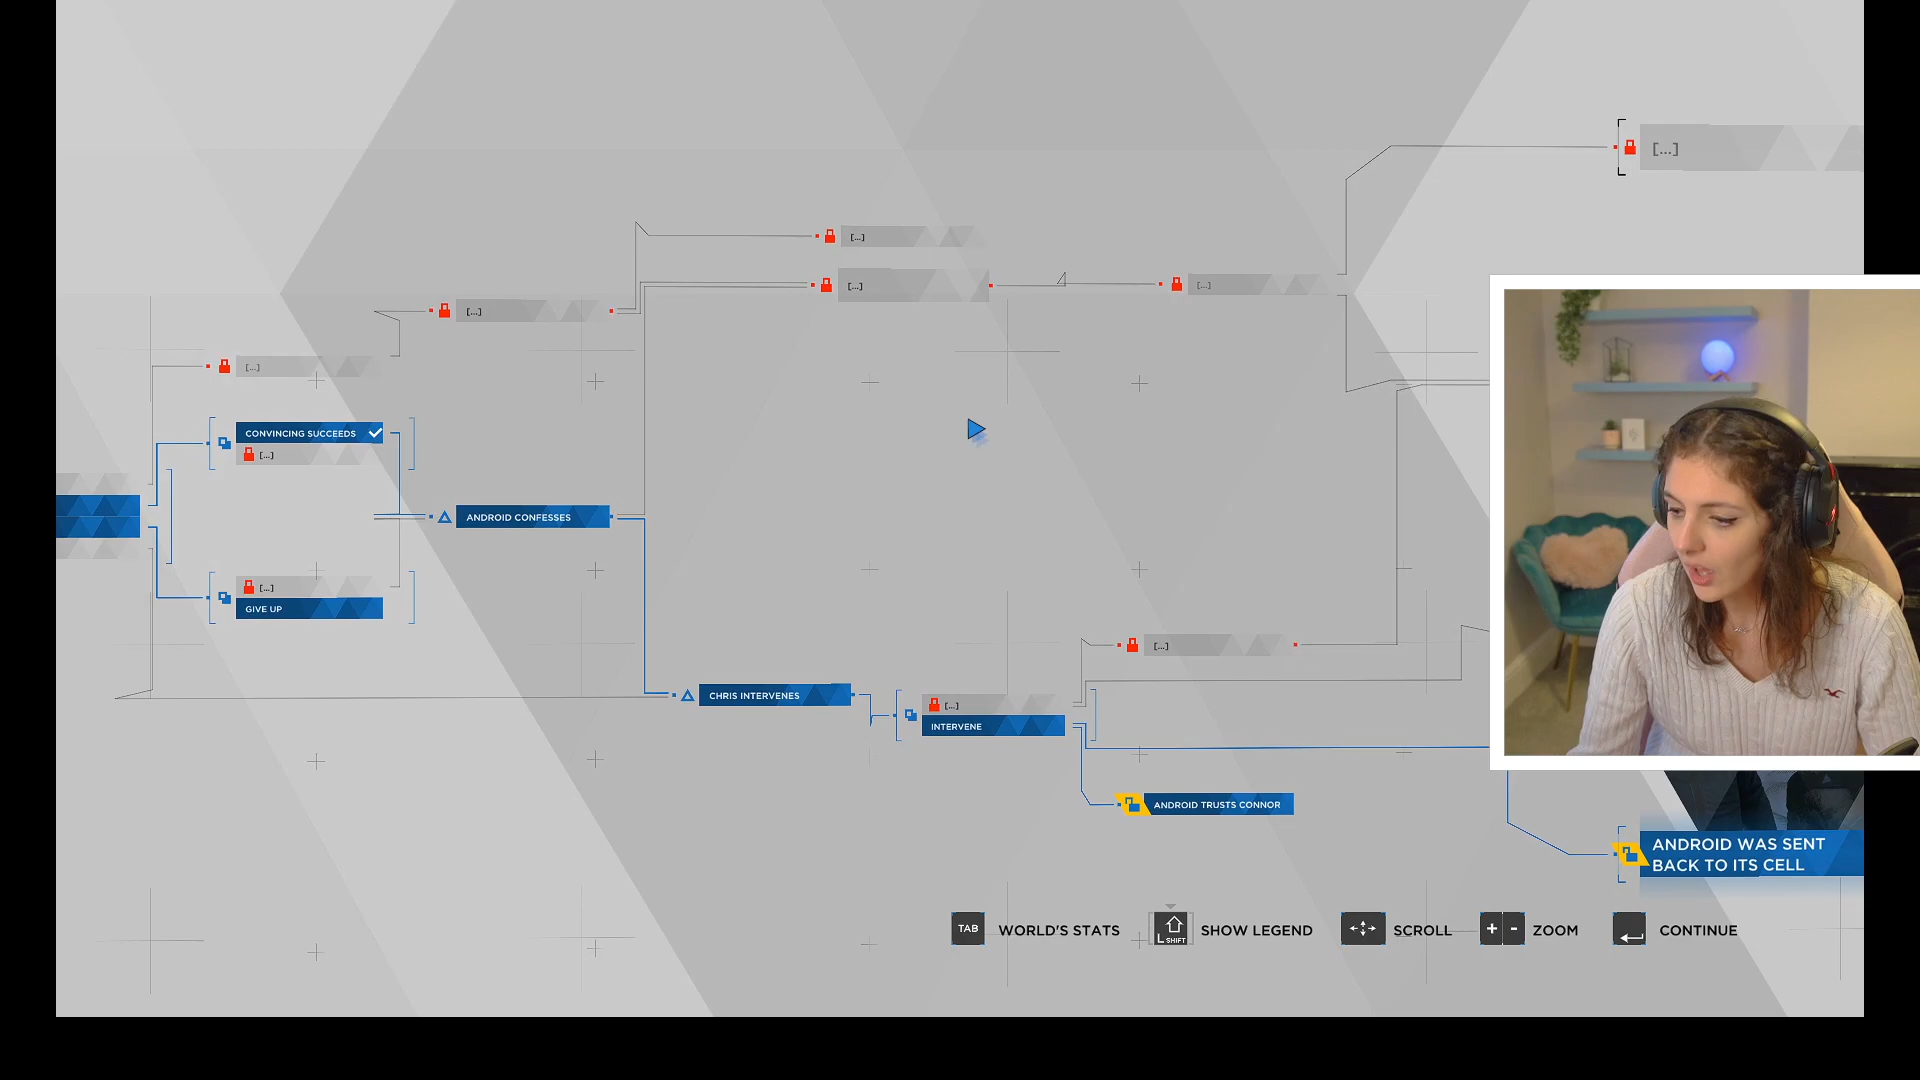 [...]
[...]
[...]
[...]
[...]
[...]
CONVINCING SUCCEEDS
[...]
ANDROID CONFESSES
[...]
GIVE UP
[...]
CHRIS INTERVENES
[...]
INTERVENE
ANDROID TRUSTS CONNOR
ANDROID WAS SENT
BACK TO ITS CELL
TAB WORLD'S STATS
L SHIFT SHOW LEGEND
SCROLL
+ - ZOOM
CONTINUE